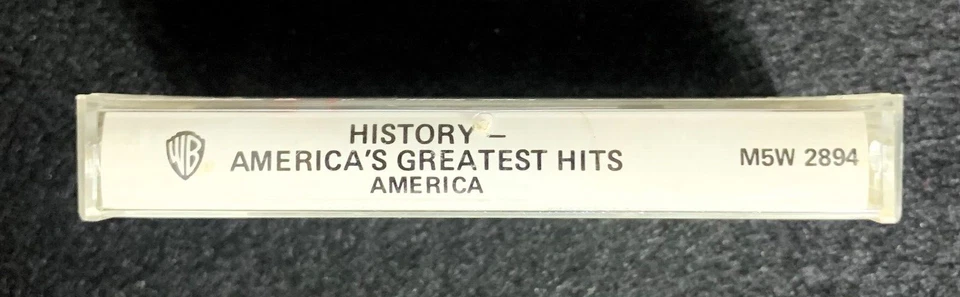 WB
HISTORY –
AMERICA'S GREATEST HITS
AMERICA
M5W 2894